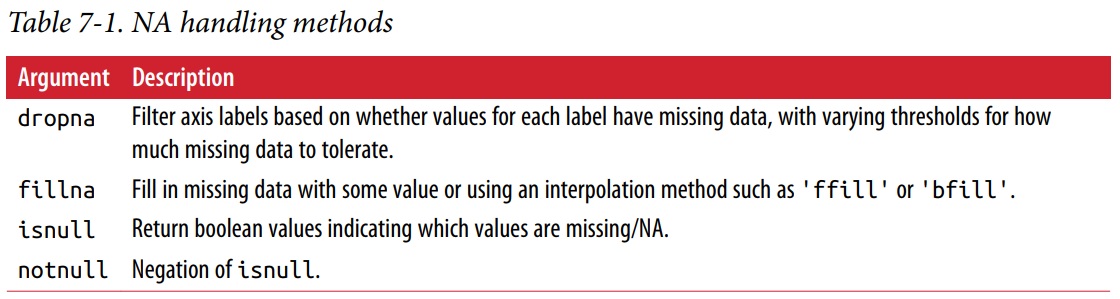 Table 7-1. NA handling methods
Argument Description
dropna Filter axis labels based on whether values for each label have missing data, with varying thresholds for how
much missing data to tolerate.
fillna Fill in missing data with some value or using an interpolation method such as 'ffill' or 'bfill'.
isnull Return boolean values indicating which values are missing/NA.
notnull Negation of isnull.